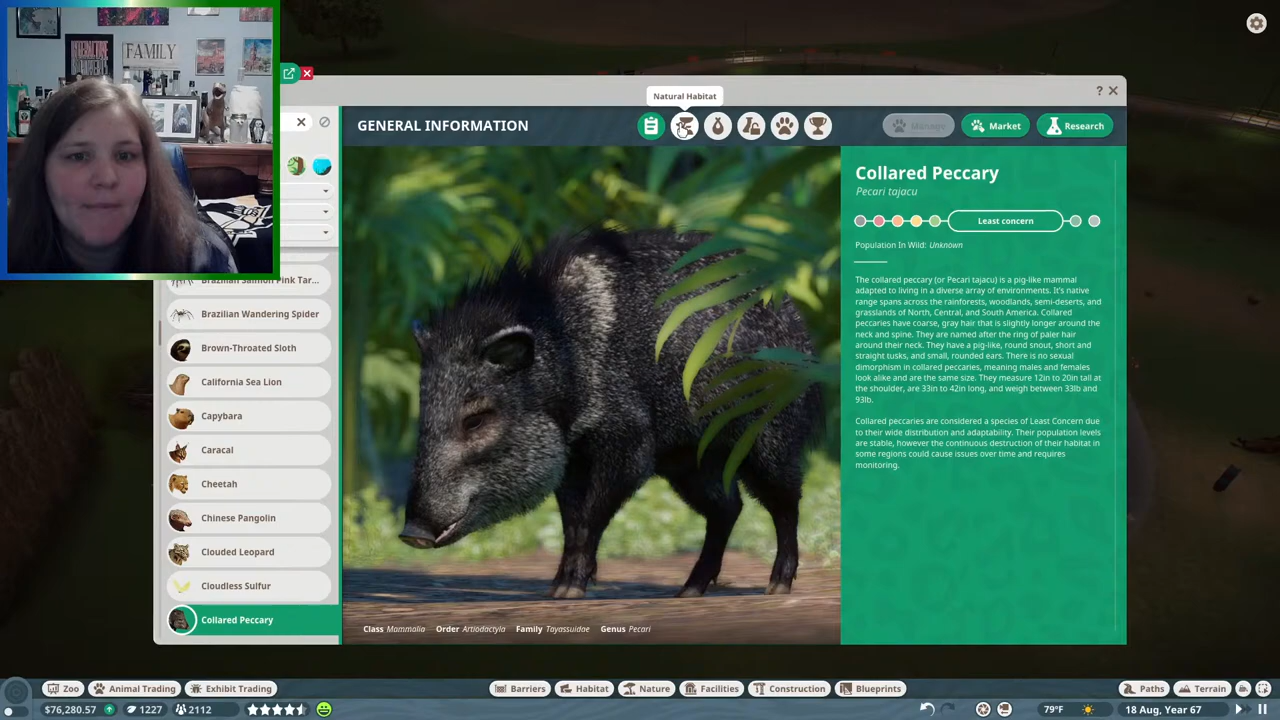 FAMILY
Natural Habitat
GENERAL INFORMATION
Manage
Market
Research
Collared Peccary
Pecari tajacu
Least concern
Population In Wild: Unknown
The collared peccary (or Pecari tajacu) is a pig-like mammal
adapted to living in a diverse array of environments. It's native
range spans across the rainforests, woodlands, semi-deserts, and
grasslands of North, Central, and South America. Collared
peccaries have coarse, gray hair that is slightly longer around the
neck and spine. They are named after the ring of paler hair
around their neck. They have a pig-like, round snout, short and
straight tusks, and small, rounded ears. There is no sexual
dimorphism in collared peccaries, meaning males and females
look alike and are the same size. They measure 12in to 20in tall at
the shoulder, are 33in to 42in long, and weigh between 33lb and
93lb.
Collared peccaries are considered a species of Least Concern due
to their wide distribution and adaptability. Their population levels
are stable, however the continuous destruction of their habitat in
some regions could cause issues over time and requires
monitoring.
Brazilian Salmon Pink Tar...
Brazilian Wandering Spider
Brown-Throated Sloth
California Sea Lion
Capybara
Caracal
Cheetah
Chinese Pangolin
Clouded Leopard
Cloudless Sulfur
Collared Peccary
Class Mammalia Order Artiodactyla Family Tayassuidae Genus Pecari
Zoo Animal Trading Exhibit Trading Barriers Habitat Nature Facilities Construction Blueprints Paths Terrain
$76,280.57 1227 2112 79°F 18 Aug, Year 67